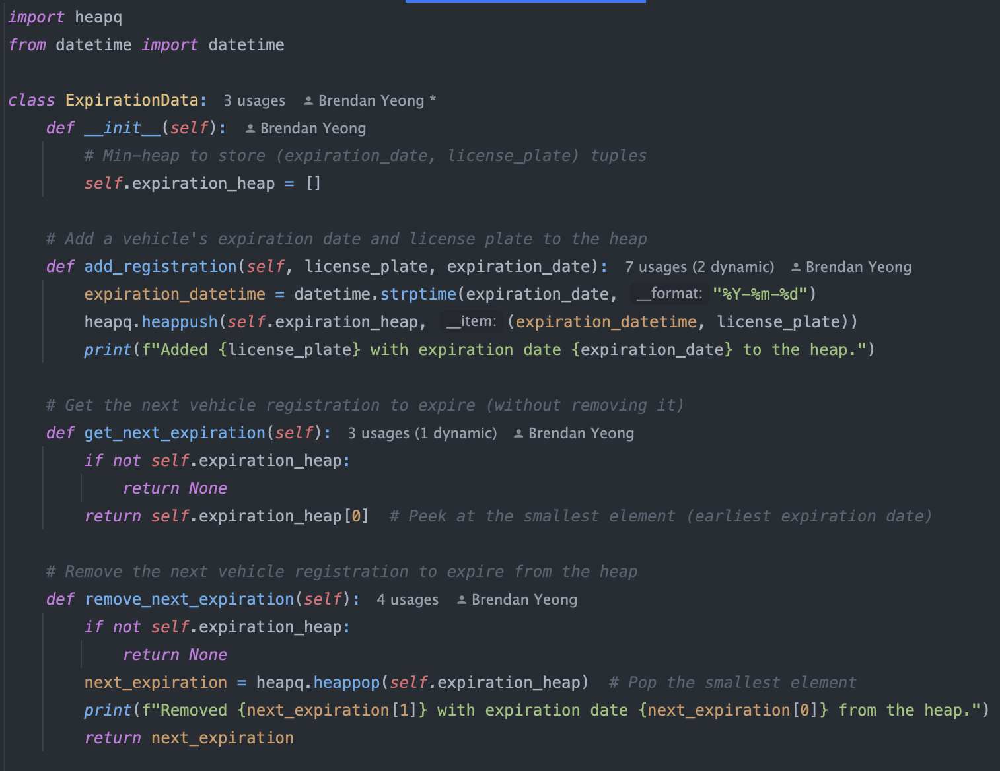 import heapq
from datetime import datetime
class ExpirationData: 3 usages Brendan Yeong *
def __init__(self): Brendan Yeong
# Min-heap to store (expiration_date, license_plate) tuples
self.expiration_heap = []
# Add a vehicle's expiration date and license plate to the heap
def add_registration(self, license_plate, expiration_date): 7 usages (2 dynamic) Brendan Yeong
expiration_datetime = datetime.strptime(expiration_date, __format: "%Y-%m-%d")
heapq.heappush(self.expiration_heap, __item: (expiration_datetime, license_plate))
print(f"Added {license_plate} with expiration date {expiration_date} to the heap.")
# Get the next vehicle registration to expire (without removing it)
def get_next_expiration(self): 3 usages (1 dynamic) Brendan Yeong
if not self.expiration_heap:
return None
return self.expiration_heap[0] # Peek at the smallest element (earliest expiration date)
# Remove the next vehicle registration to expire from the heap
def remove_next_expiration(self): 4 usages Brendan Yeong
if not self.expiration_heap:
return None
next_expiration = heapq.heappop(self.expiration_heap) # Pop the smallest element
print(f"Removed {next_expiration[1]} with expiration date {next_expiration[0]} from the heap.")
return next_expiration